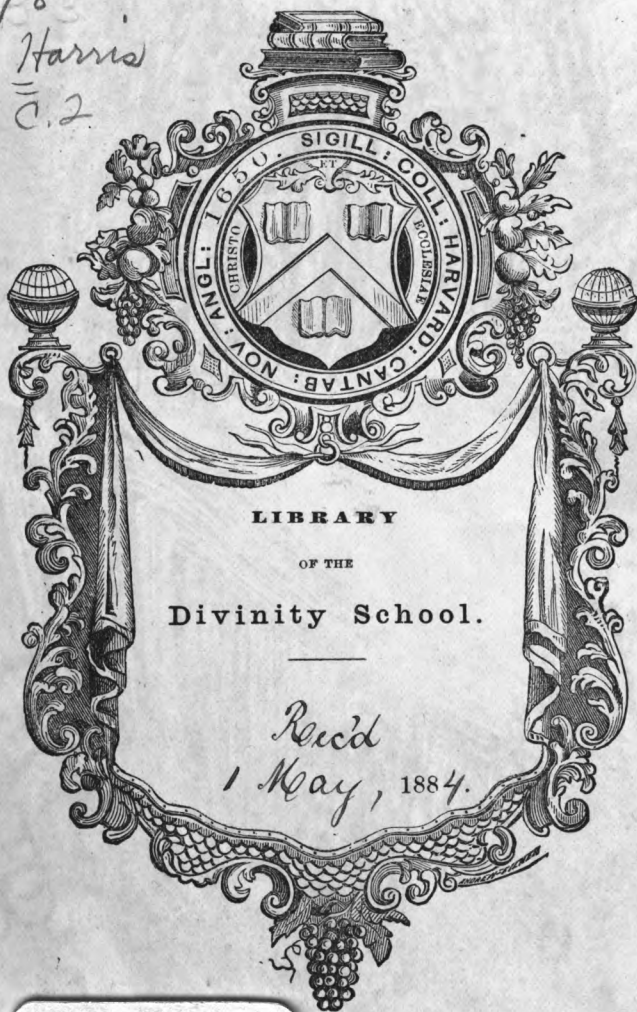 Harris
C.2
SIGILL: COLL: HARVARD: CANTAB: NOV: ANGL: 1650.
CHRISTO
ET
ECCLESIAE
LIBRARY
OF THE
Divinity School.
Rec'd
1 May, 1884.